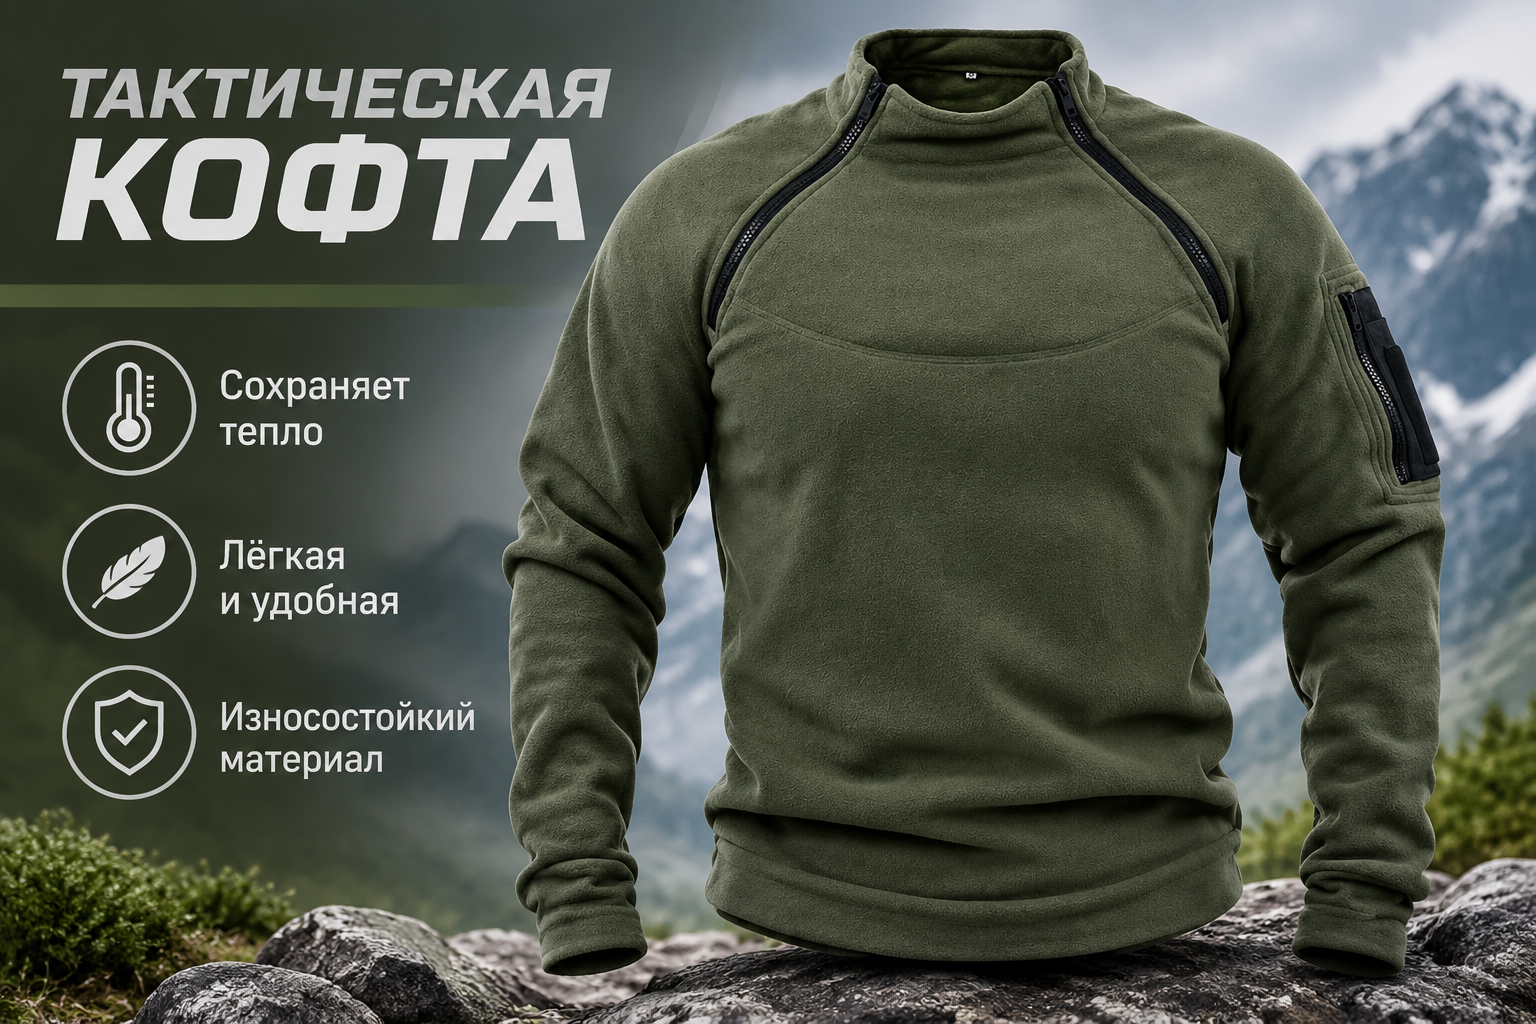 ТАКТИЧЕСКАЯ
КОФТА
Сохраняет
тепло
Лёгкая
и удобная
Износостойкий
материал